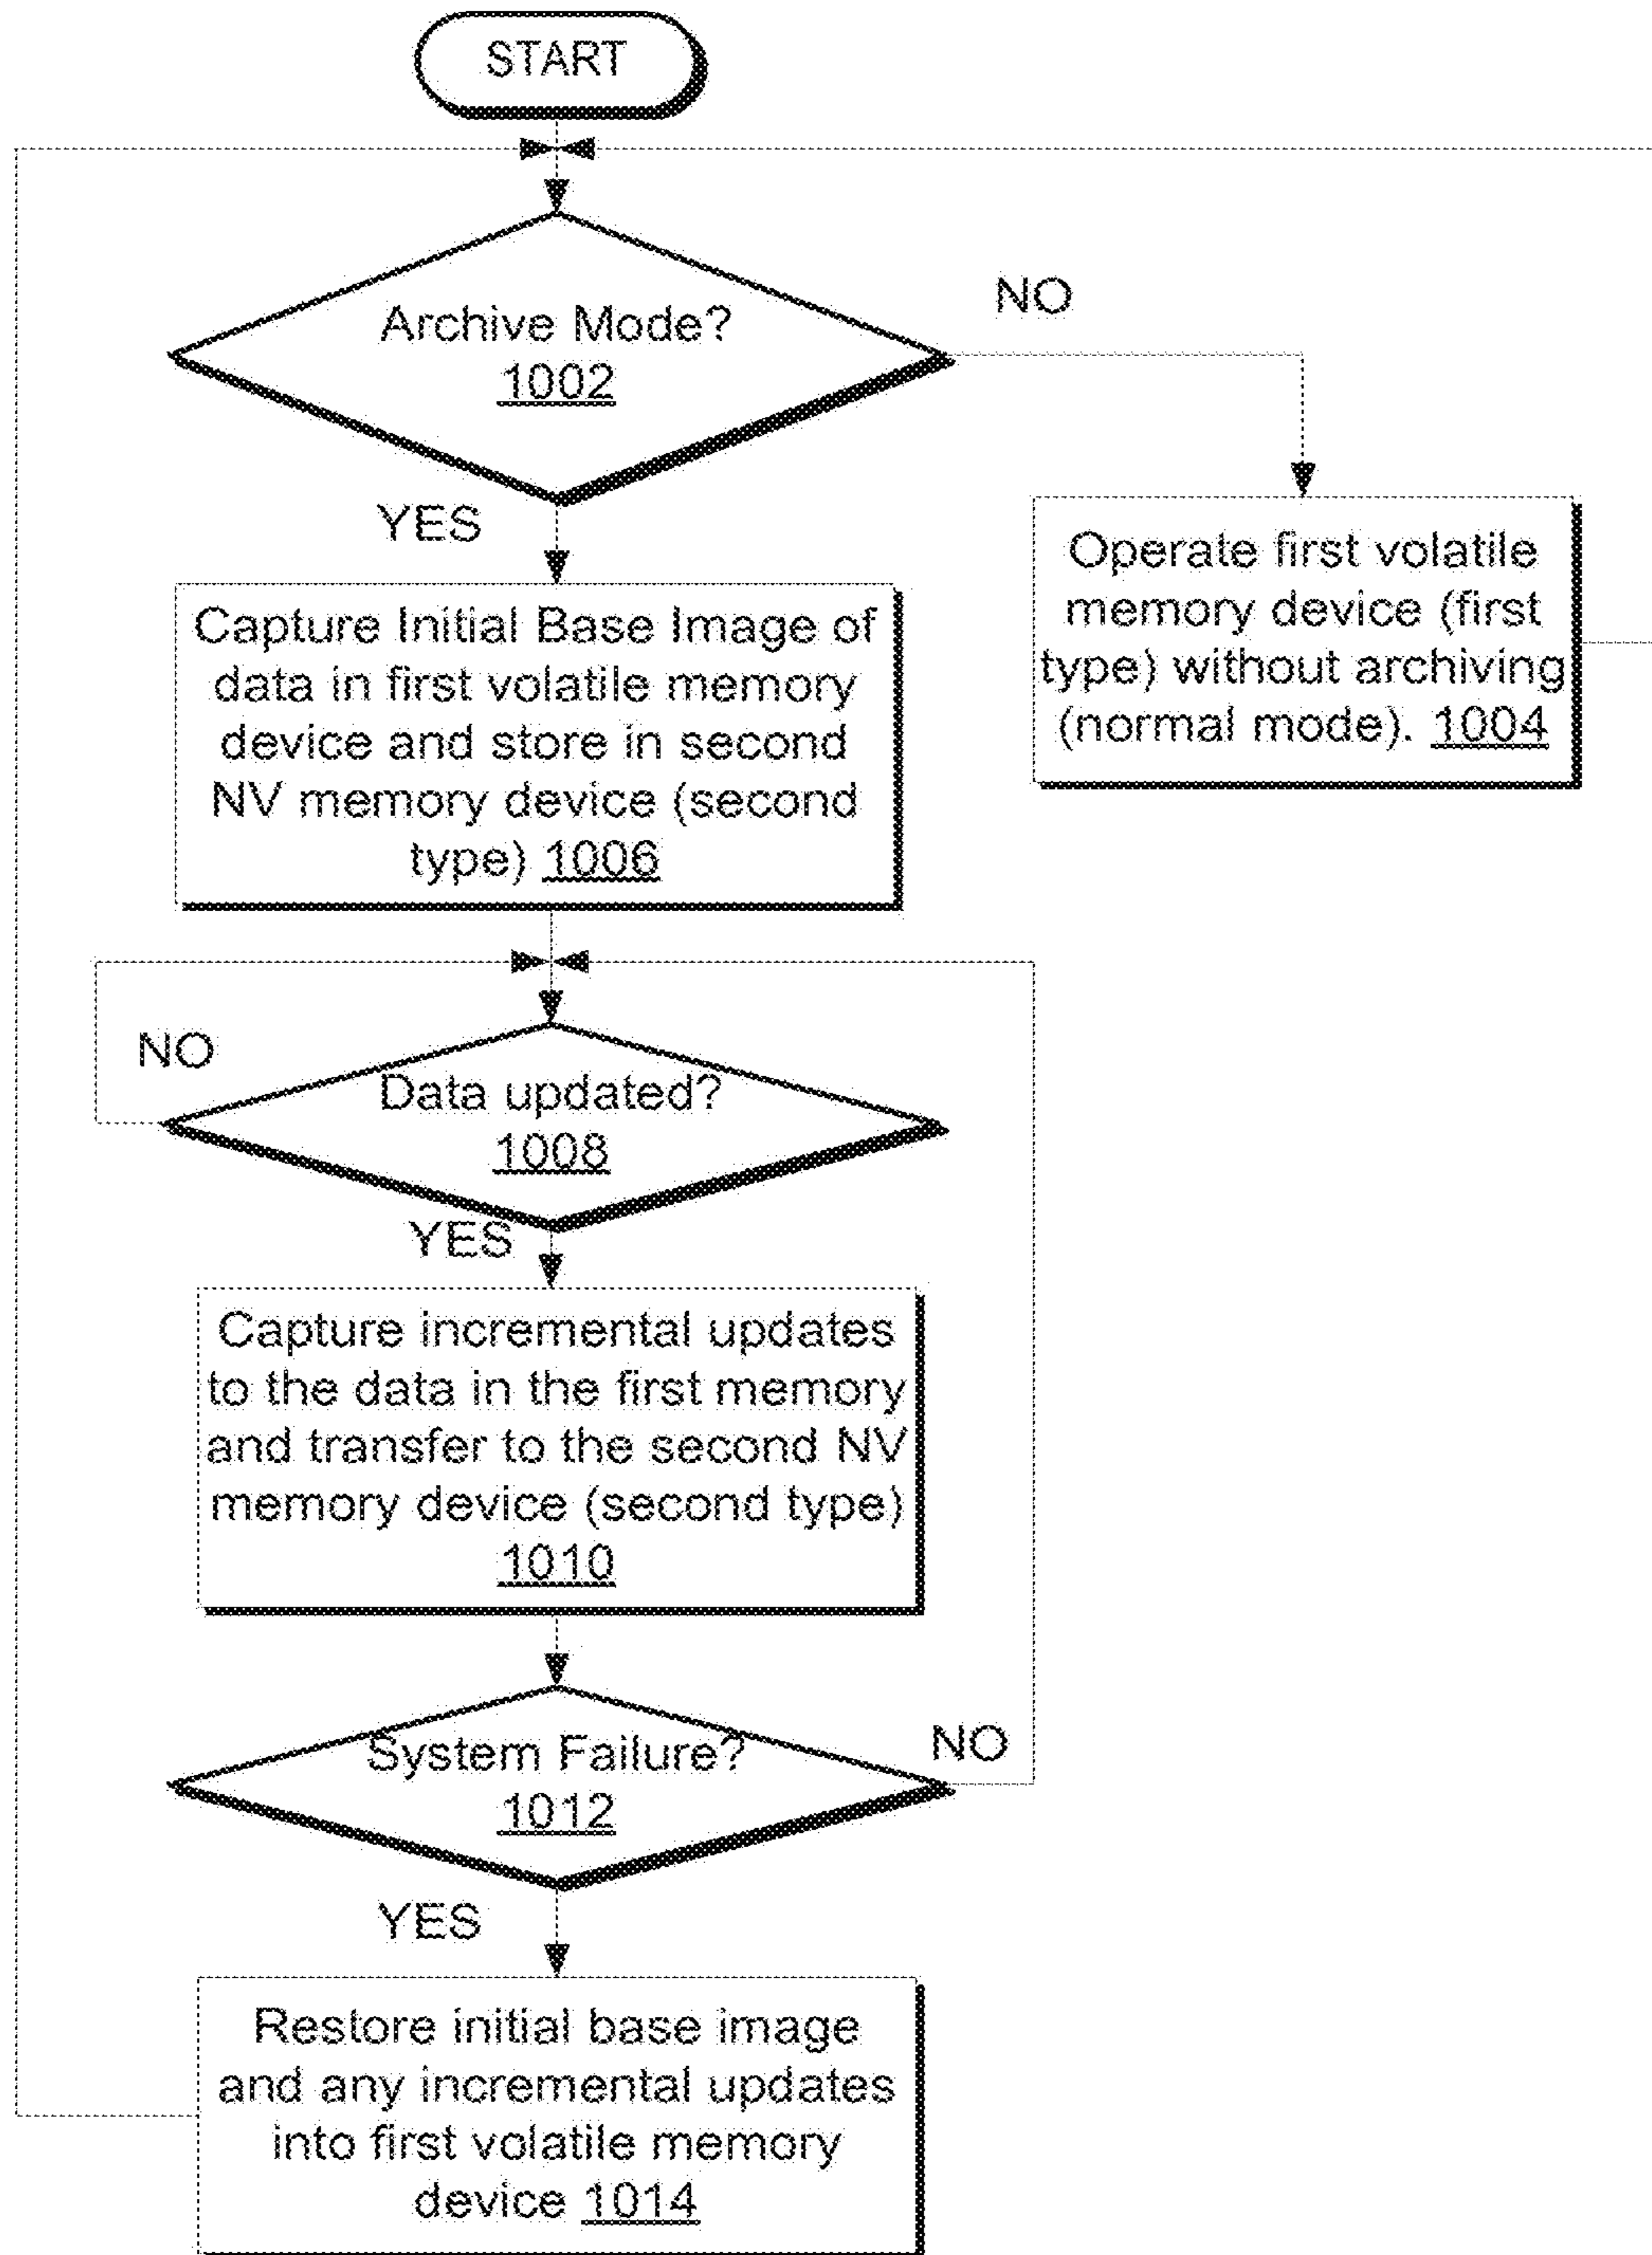 START
Archive Mode?
1002
NO
YES
Operate first volatile
memory device (first
type) without archiving
(normal mode). 1004
Capture Initial Base Image of
data in first volatile memory
device and store in second
NV memory device (second
type) 1006
NO
Data updated?
1008
YES
Capture incremental updates
to the data in the first memory
and transfer to the second NV
memory device (second type)
1010
System Failure?
1012
NO
YES
Restore initial base image
and any incremental updates
into first volatile memory
device 1014